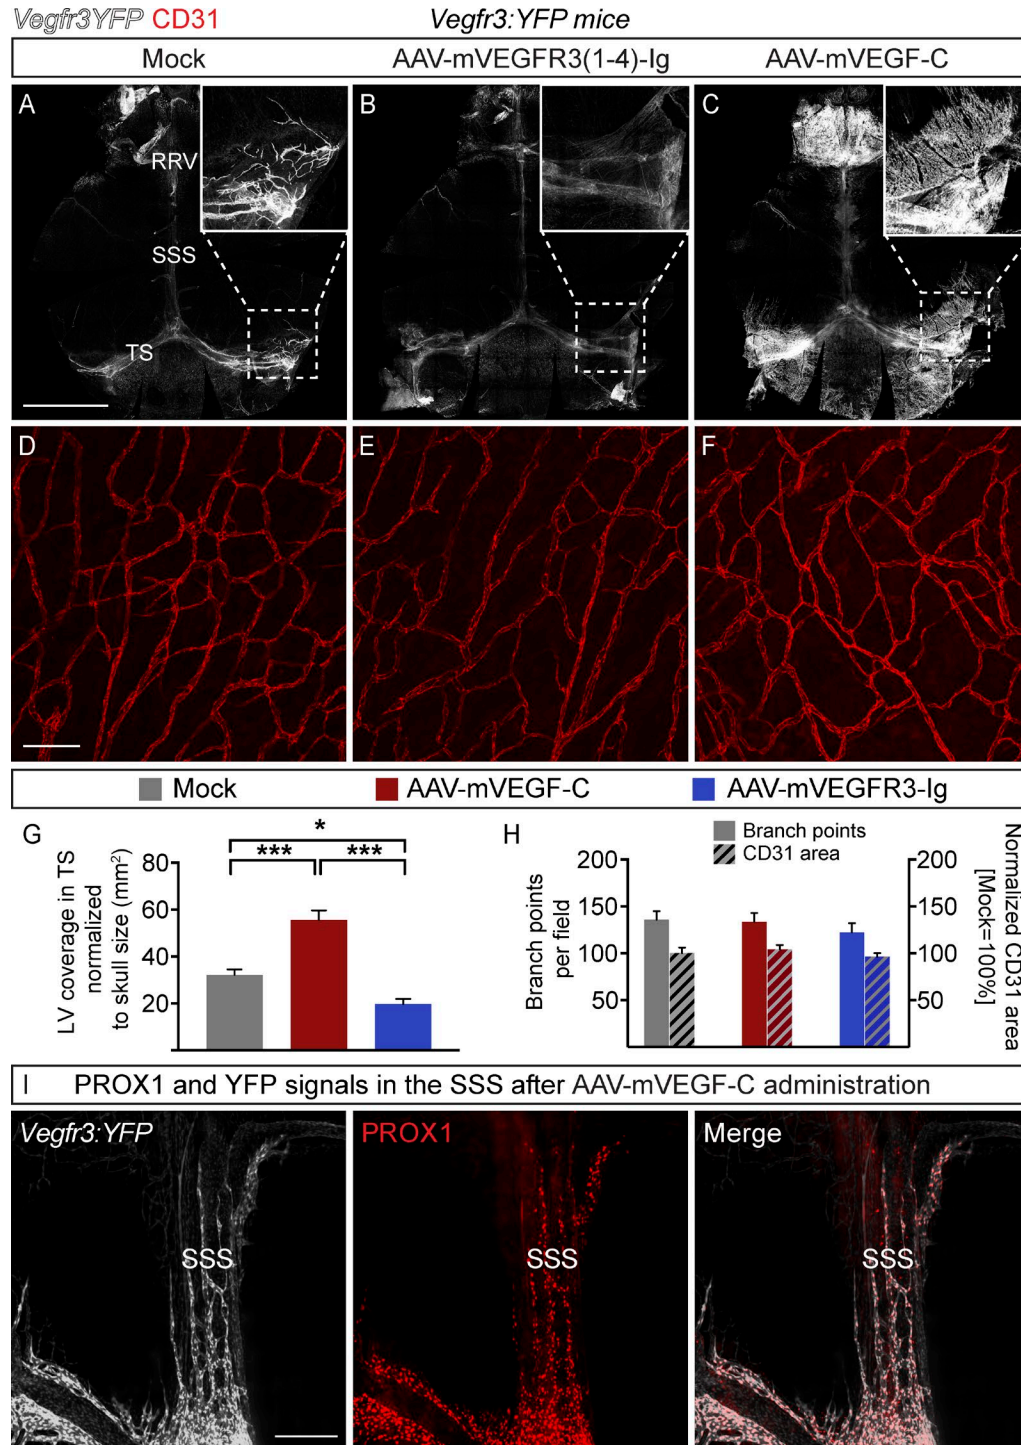 Vegfr3YFP CD31 Vegfr3:YFP mice
Mock AAV-mVEGFR3(1-4)-Ig AAV-mVEGF-C
A B C
RRV
SSS
TS
D E F
Mock AAV-mVEGF-C AAV-mVEGFR3-Ig
G
LV coverage in TS
normalized
to skull size (mm²)
80
60
40
20
*
*** ***
H
Branch points
CD31 area
Branch points
per field
200
150
100
50
200
150
100
50
Normalized CD31 area
[Mock=100%]
I PROX1 and YFP signals in the SSS after AAV-mVEGF-C administration
Vegfr3:YFP PROX1 Merge
SSS SSS SSS